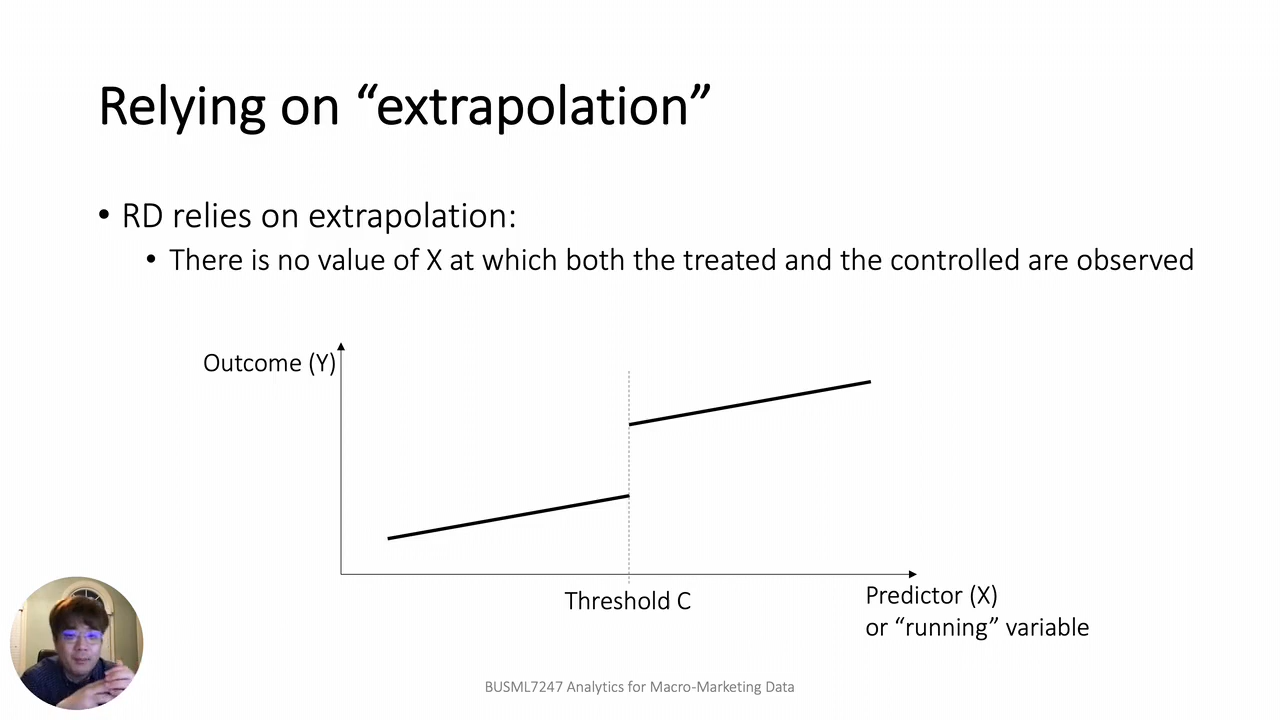 Relying on “extrapolation”
• RD relies on extrapolation:
• There is no value of X at which both the treated and the controlled are observed
Outcome (Y)
Threshold C
Predictor (X)
or “running” variable
BUSML7247 Analytics for Macro-Marketing Data